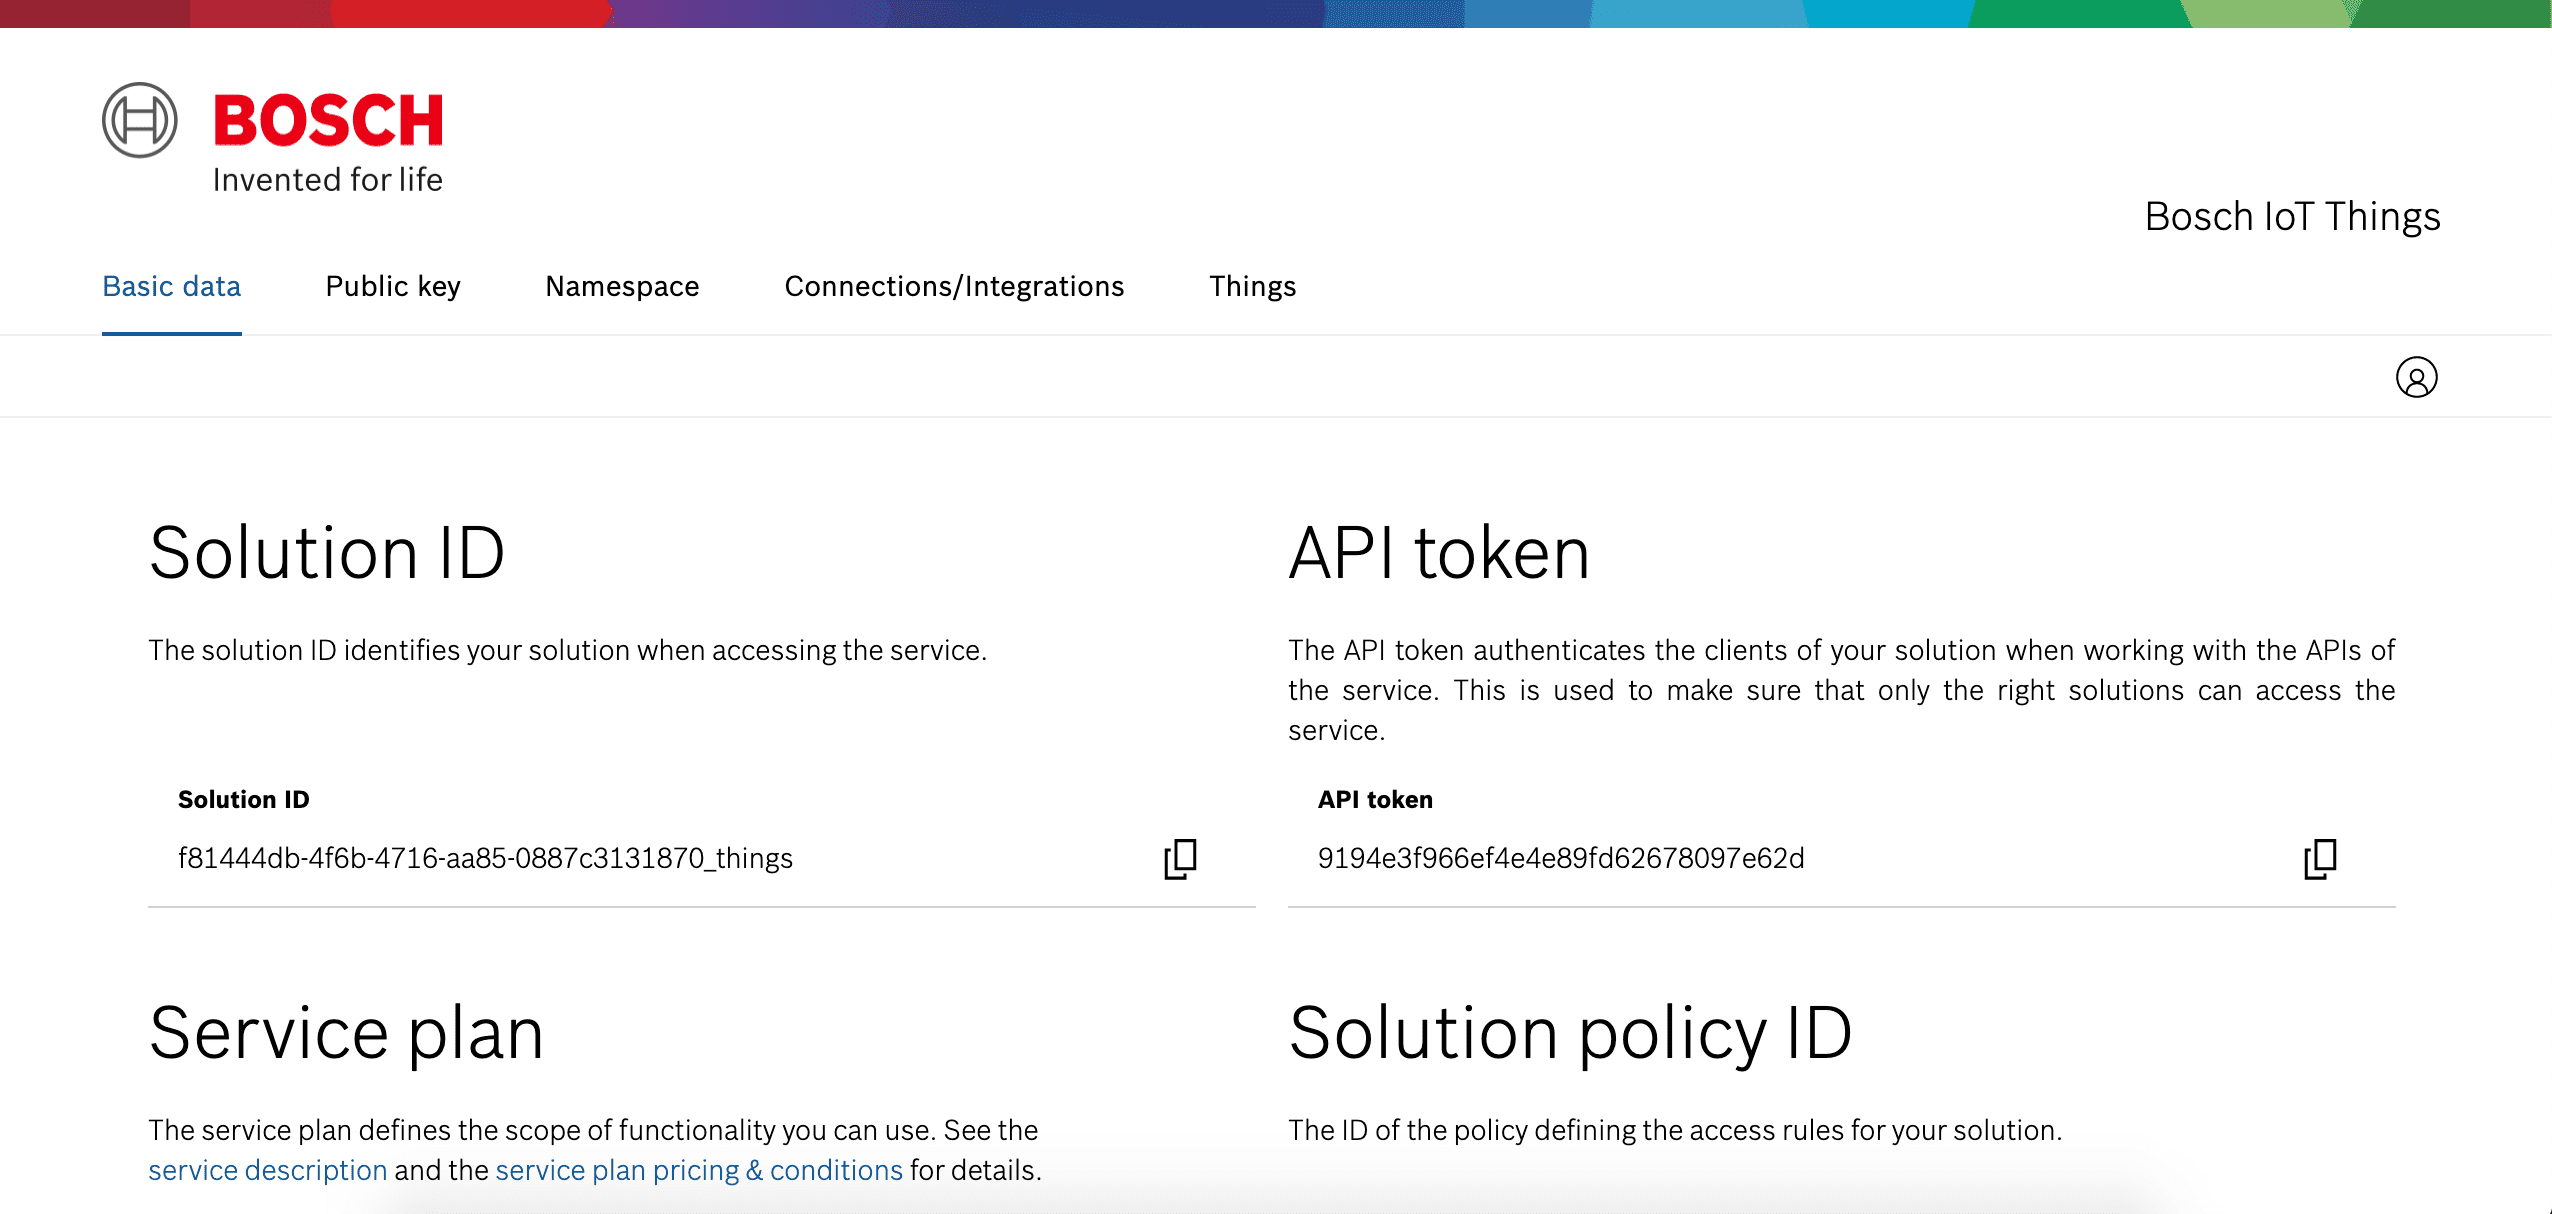 BOSCH
Invented for life
Bosch IoT Things
Basic data Public key Namespace Connections/Integrations Things
Solution ID
The solution ID identifies your solution when accessing the service.
Solution ID
f81444db-4f6b-4716-aa85-0887c3131870_things
API token
The API token authenticates the clients of your solution when working with the APIs of
the service. This is used to make sure that only the right solutions can access the
service.
API token
9194e3f966ef4e4e89fd62678097e62d
Service plan
The service plan defines the scope of functionality you can use. See the
service description and the service plan pricing & conditions for details.
Solution policy ID
The ID of the policy defining the access rules for your solution.